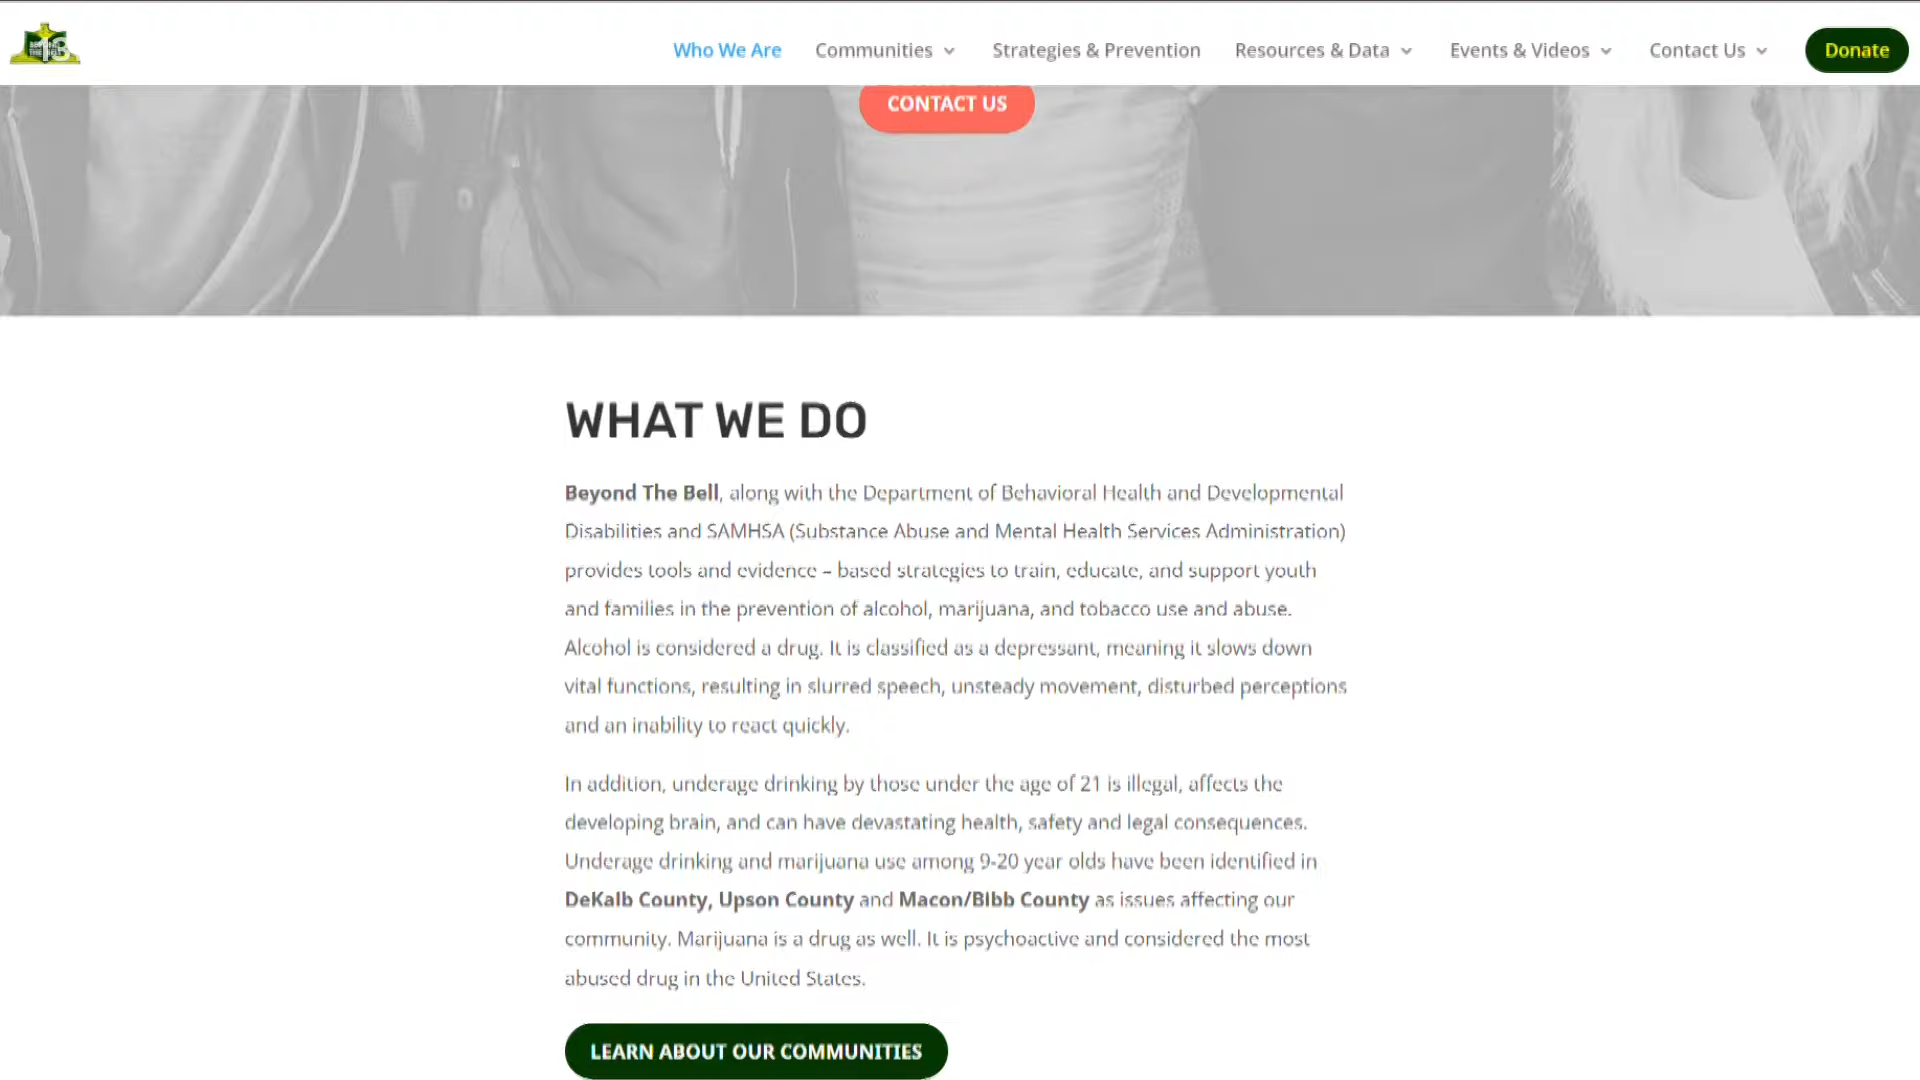 Who We Are Communities Strategies & Prevention Resources & Data Events & Videos Contact Us Donate
CONTACT US
WHAT WE DO
Beyond The Bell, along with the Department of Behavioral Health and Developmental
Disabilities and SAMHSA (Substance Abuse and Mental Health Services Administration)
provides tools and evidence – based strategies to train, educate, and support youth
and families in the prevention of alcohol, marijuana, and tobacco use and abuse.
Alcohol is considered a drug. It is classified as a depressant, meaning it slows down
vital functions, resulting in slurred speech, unsteady movement, disturbed perceptions
and an inability to react quickly.
In addition, underage drinking by those under the age of 21 is illegal, affects the
developing brain, and can have devastating health, safety and legal consequences.
Underage drinking and marijuana use among 9-20 year olds have been identified in
DeKalb County, Upson County and Macon/Bibb County as issues affecting our
community. Marijuana is a drug as well. It is psychoactive and considered the most
abused drug in the United States.
LEARN ABOUT OUR COMMUNITIES